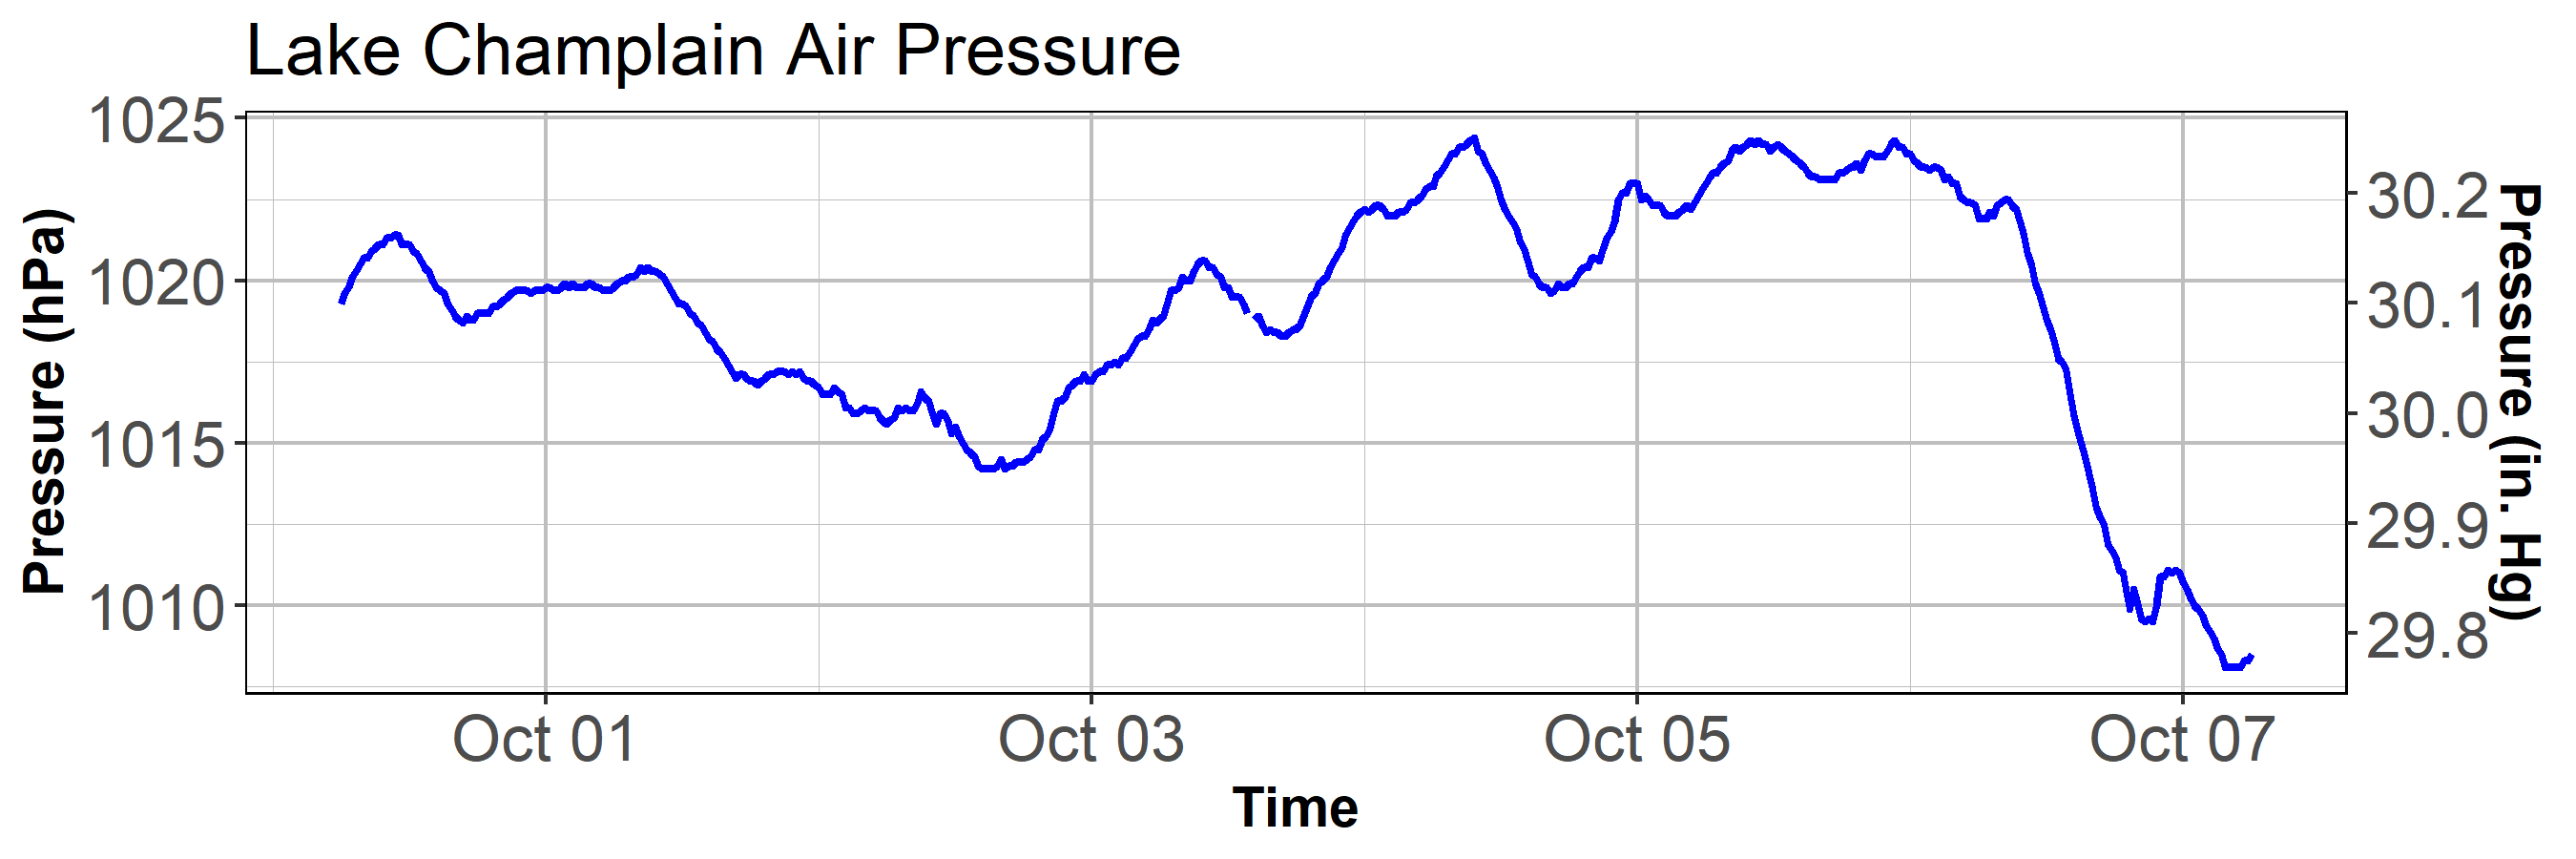 Lake Champlain Air Pressure
Pressure (hPa)
1025
1020
1015
1010
30.2
30.1
30.0
29.9
29.8
Pressure (in. Hg)
Oct 01
Oct 03
Oct 05
Oct 07
Time